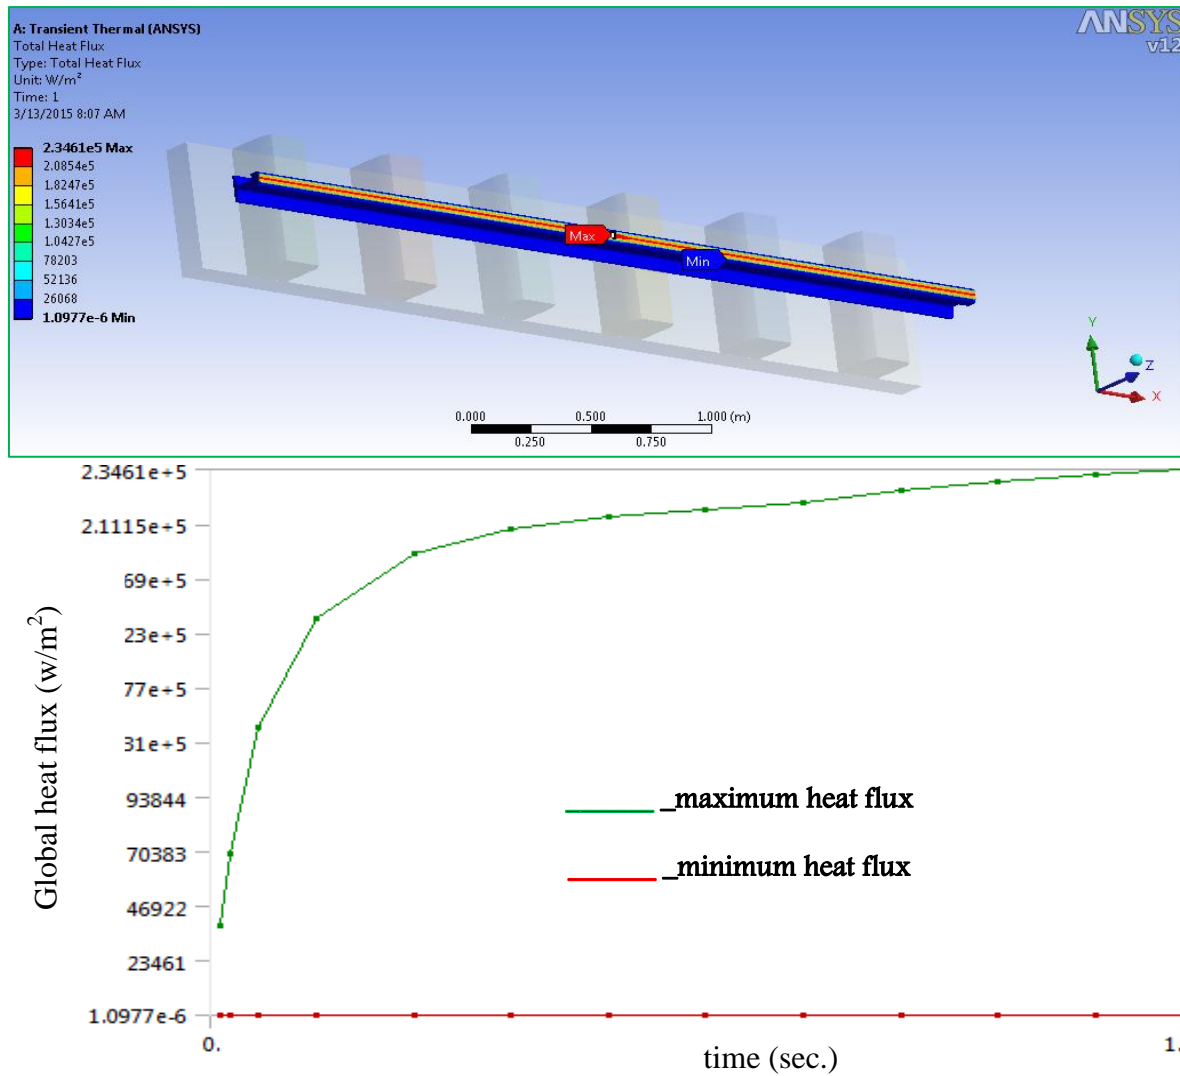 A: Transient Thermal (ANSYS)
Total Heat Flux
Type: Total Heat Flux
Unit: W/m²
Time: 1
3/13/2015 8:07 AM
ANSYS
v12
2.3461e5 Max
2.0854e5
1.8247e5
1.5641e5
1.3034e5
1.0427e5
78203
52136
26068
1.0977e-6 Min
Max
Min
Y
Z
X
0.000 0.500 1.000 (m)
0.250 0.750
2.3461e+5
2.1115e+5
69e+5
23e+5
77e+5
31e+5
93844
70383
46922
23461
1.0977e-6
Global heat flux (w/m²)
_maximum heat flux
_minimum heat flux
0. 1.
time (sec.)